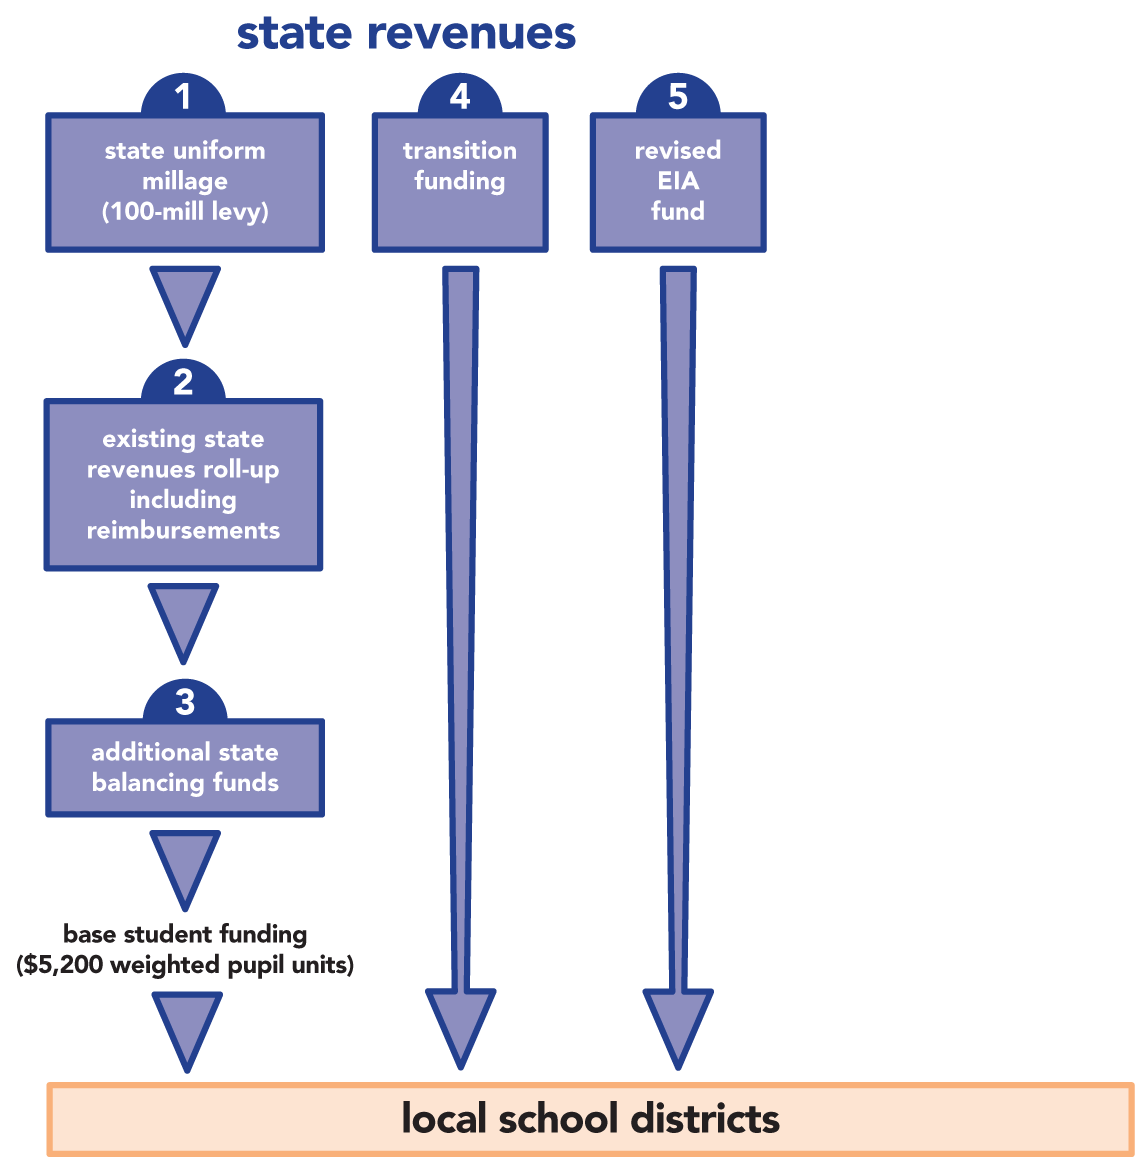 state revenues
1
state uniform
millage
(100-mill levy)
4
transition
funding
5
revised
EIA
fund
2
existing state
revenues roll-up
including
reimbursements
3
additional state
balancing funds
base student funding
($5,200 weighted pupil units)
local school districts